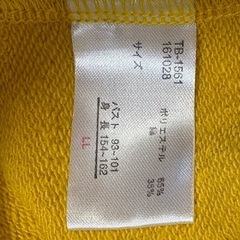 TB-1561
161028
サイズ
ポリエステル 65%
綿 35%
バスト 93~101
身長 154~162
LL